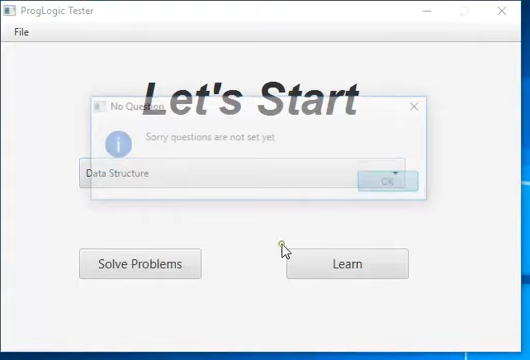 ProgLogic Tester
File
Let's Start
No Question
Sorry questions are not set yet
Data Structure
OK
Solve Problems
Learn